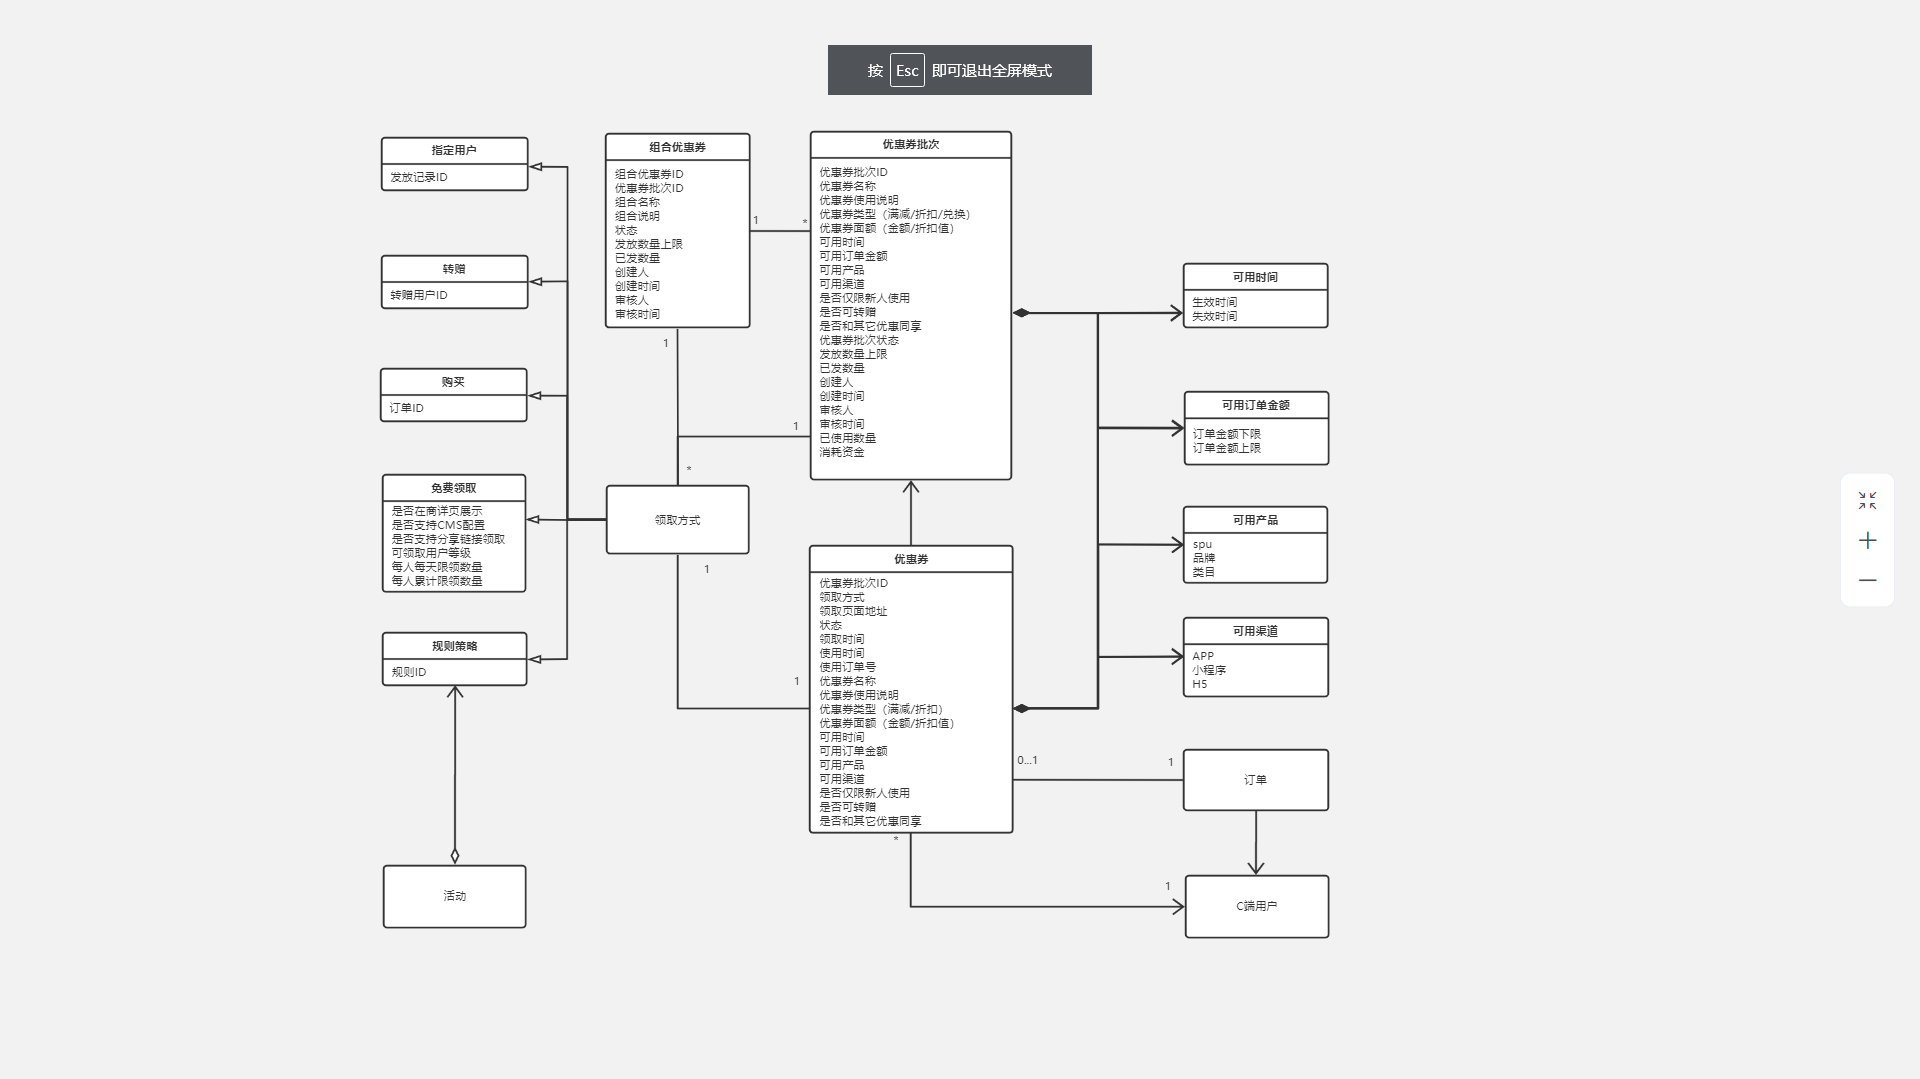 按 Esc 即可退出全屏模式
指定用户
发放记录ID
转赠
转赠用户ID
购买
订单ID
免费领取
是否在商详页展示
是否支持CMS配置
是否支持分享链接领取
可领取用户等级
每人每天限领数量
每人累计限领数量
规则策略
规则ID
活动
组合优惠券
组合优惠券ID
优惠券批次ID
组合名称
组合说明
状态
发放数量上限
已发数量
创建人
创建时间
审核人
审核时间
1
*
1
1
*
领取方式
1
1
优惠券批次
优惠券批次ID
优惠券名称
优惠券使用说明
优惠券类型（满减/折扣/兑换）
优惠券面额（金额/折扣值）
可用时间
可用订单金额
可用产品
可用渠道
是否仅限新人使用
是否可转赠
是否和其它优惠同享
优惠券批次状态
发放数量上限
已发数量
创建人
创建时间
审核人
审核时间
已使用数量
消耗资金
优惠券
优惠券批次ID
领取方式
领取页面地址
状态
领取时间
使用时间
使用订单号
优惠券名称
优惠券使用说明
优惠券类型（满减/折扣）
优惠券面额（金额/折扣值）
可用时间
可用订单金额
可用产品
可用渠道
是否仅限新人使用
是否可转赠
是否和其它优惠同享
可用时间
生效时间
失效时间
可用订单金额
订单金额下限
订单金额上限
可用产品
spu
品牌
类目
可用渠道
APP
小程序
H5
0...1
1
订单
*
1
C端用户